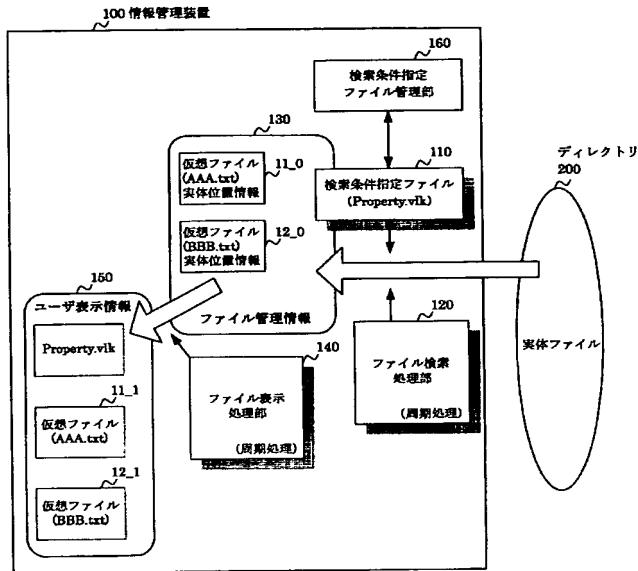 100 情報管理装置
160
検索条件指定
ファイル管理部
130
110
ディレクトリ
200
仮想ファイル
(AAA.txt)
実体位置情報
11_0
検索条件指定ファイル
(Property.vlk)
仮想ファイル
(BBB.txt)
実体位置情報
12_0
150
ユーザ表示情報
ファイル管理情報
120
Property.vlk
140
ファイル検索
処理部
(周期処理)
実体ファイル
11_1
仮想ファイル
(AAA.txt)
ファイル表示
処理部
(周期処理)
12_1
仮想ファイル
(BBB.txt)